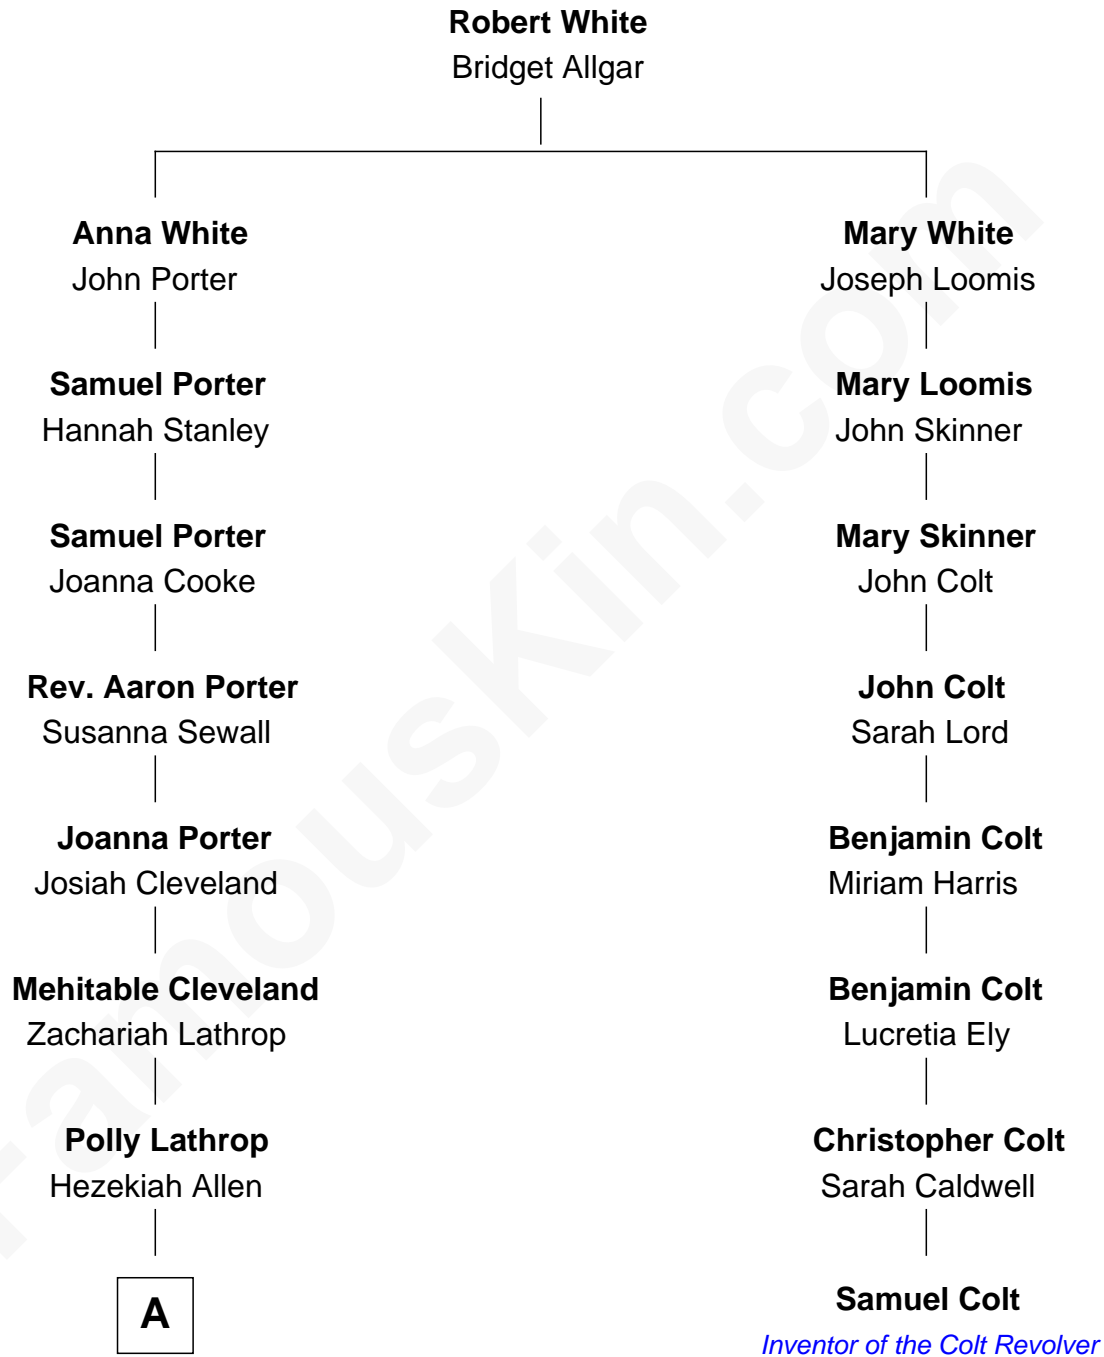 Robert White
Bridget Allgar
Anna White
John Porter
Mary White
Joseph Loomis
Samuel Porter
Hannah Stanley
Mary Loomis
John Skinner
Samuel Porter
Joanna Cooke
Mary Skinner
John Colt
Rev. Aaron Porter
Susanna Sewall
John Colt
Sarah Lord
Joanna Porter
Josiah Cleveland
Benjamin Colt
Miriam Harris
Mehitable Cleveland
Zachariah Lathrop
Benjamin Colt
Lucretia Ely
Polly Lathrop
Hezekiah Allen
Christopher Colt
Sarah Caldwell
A
Samuel Colt
Inventor of the Colt Revolver
FamousKin.com